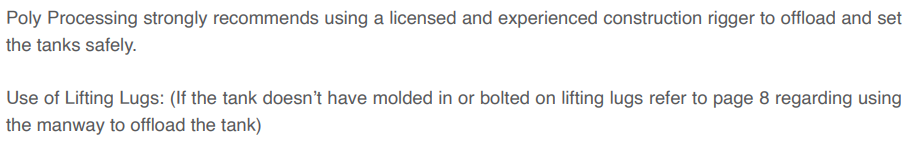 Poly Processing strongly recommends using a licensed and experienced construction rigger to offload and set
the tanks safely.
Use of Lifting Lugs: (If the tank doesn’t have molded in or bolted on lifting lugs refer to page 8 regarding using
the manway to offload the tank)